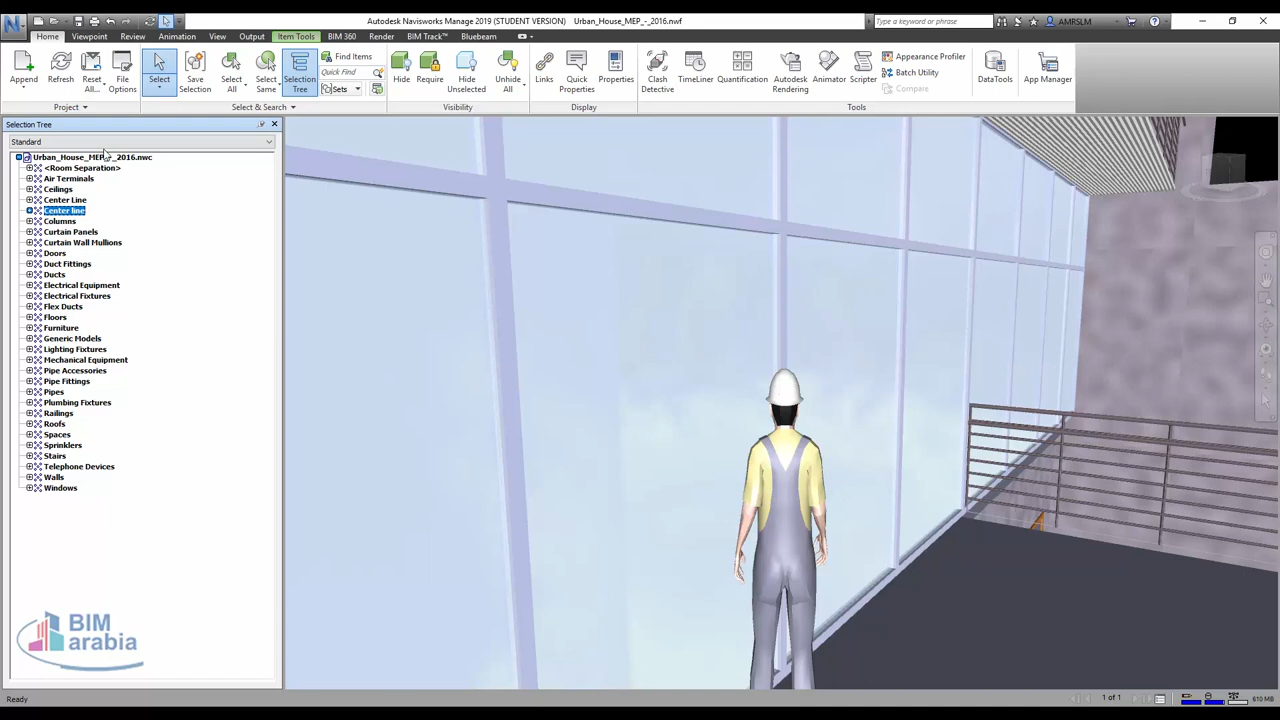 Autodesk Navisworks Manage 2019 (STUDENT VERSION) Urban_House_MEP_-_2016.nwf
Type a keyword or phrase
AMRSLM
Home Viewpoint Review Animation View Output Item Tools BIM 360 Render BIM Track™ Bluebeam
Append
Refresh
Reset All...
File Options
Project
Select
Save Selection
Select All
Select Same
Selection Tree
Find Items
Quick Find
Sets
Select & Search
Hide
Require
Hide Unselected
Unhide All
Visibility
Links
Quick Properties
Properties
Display
Clash Detective
TimeLiner
Quantification
Autodesk Rendering
Animator
Scripter
Appearance Profiler
Batch Utility
Compare
Tools
DataTools
App Manager
Selection Tree
Standard
Urban_House_MEP_-_2016.nwc
<Room Separation>
Air Terminals
Ceilings
Center Line
Center line
Columns
Curtain Panels
Curtain Wall Mullions
Doors
Duct Fittings
Ducts
Electrical Equipment
Electrical Fixtures
Flex Ducts
Floors
Furniture
Generic Models
Lighting Fixtures
Mechanical Equipment
Pipe Accessories
Pipe Fittings
Pipes
Plumbing Fixtures
Railings
Roofs
Spaces
Sprinklers
Stairs
Telephone Devices
Walls
Windows
BIM
arabia
Ready
1 of 1
610 MB